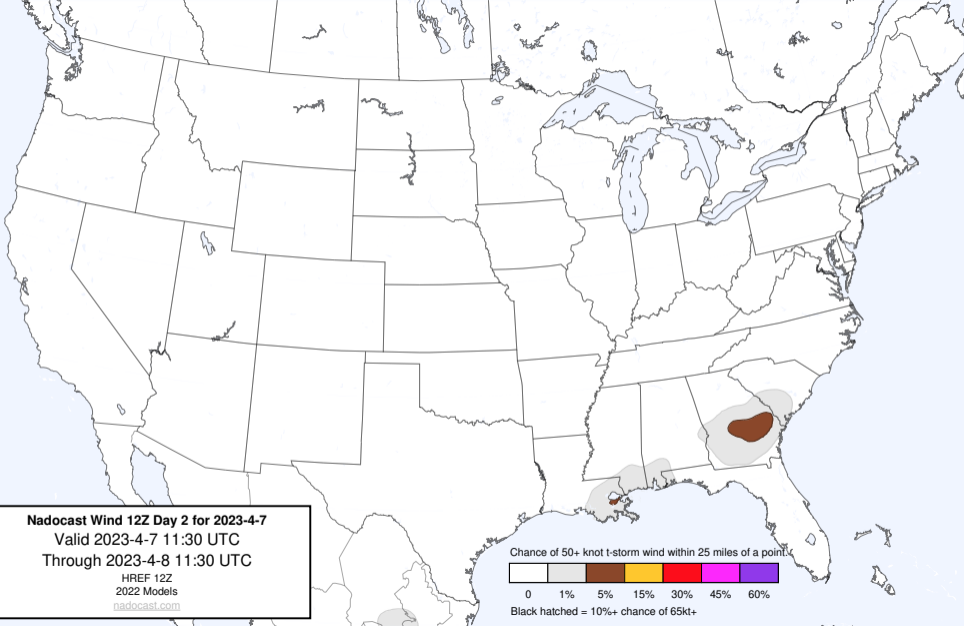 Nadocast Wind 12Z Day 2 for 2023-4-7
Valid 2023-4-7 11:30 UTC
Through 2023-4-8 11:30 UTC
HREF 12Z
2022 Models
nadocast.com
Chance of 50+ knot t-storm wind within 25 miles of a point.
0 1% 5% 15% 30% 45% 60%
Black hatched = 10%+ chance of 65kt+